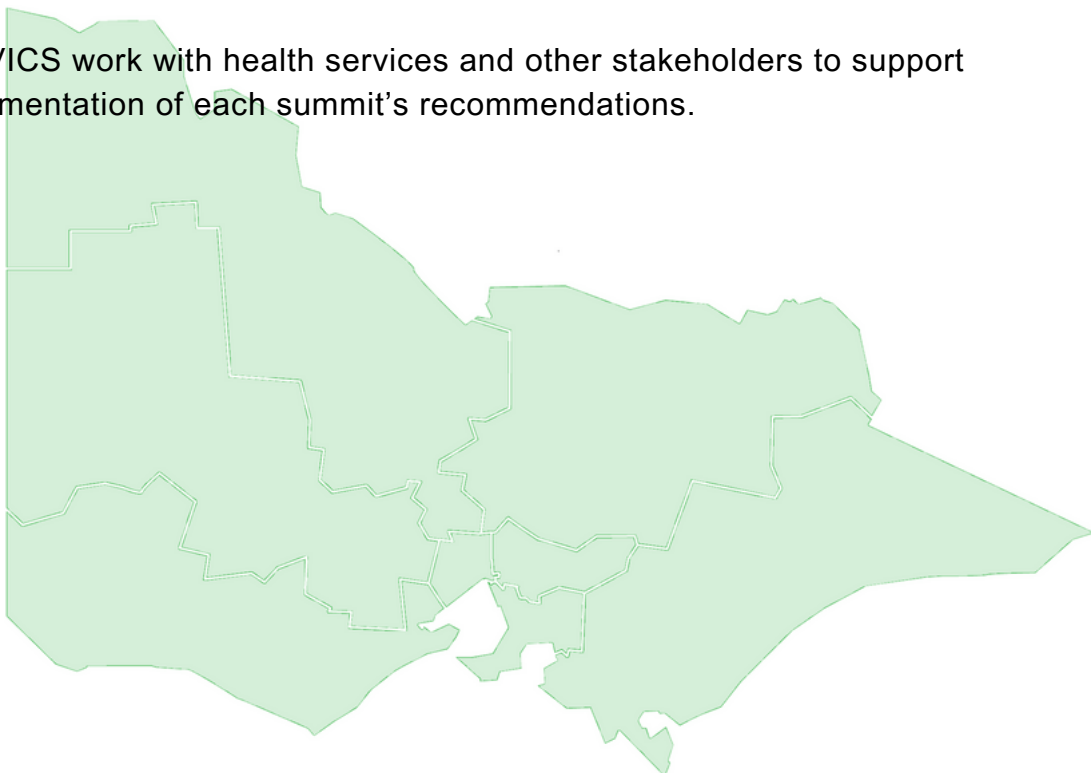 VICS work with health services and other stakeholders to support
mentation of each summit's recommendations.